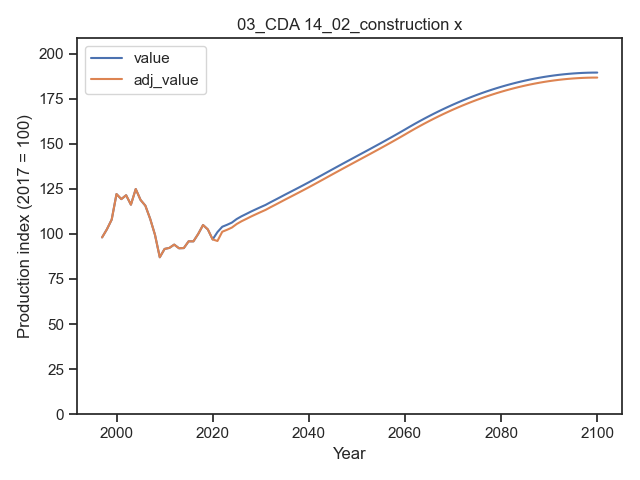 03_CDA 14_02_construction x
value
adj_value
Production index (2017 = 100)
200
175
150
125
100
75
50
25
0
2000 2020 2040 2060 2080 2100
Year